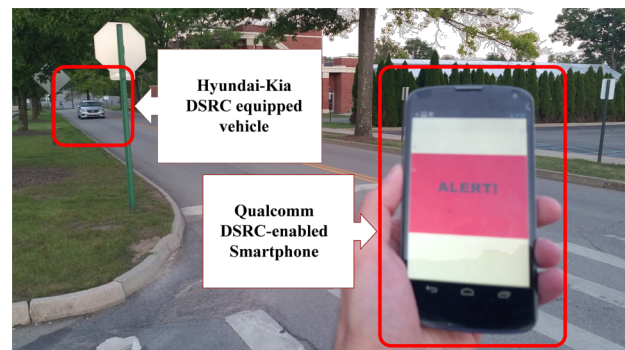 Hyundai-Kia
DSRC equipped
vehicle
Qualcomm
DSRC-enabled
Smartphone
ALERT!